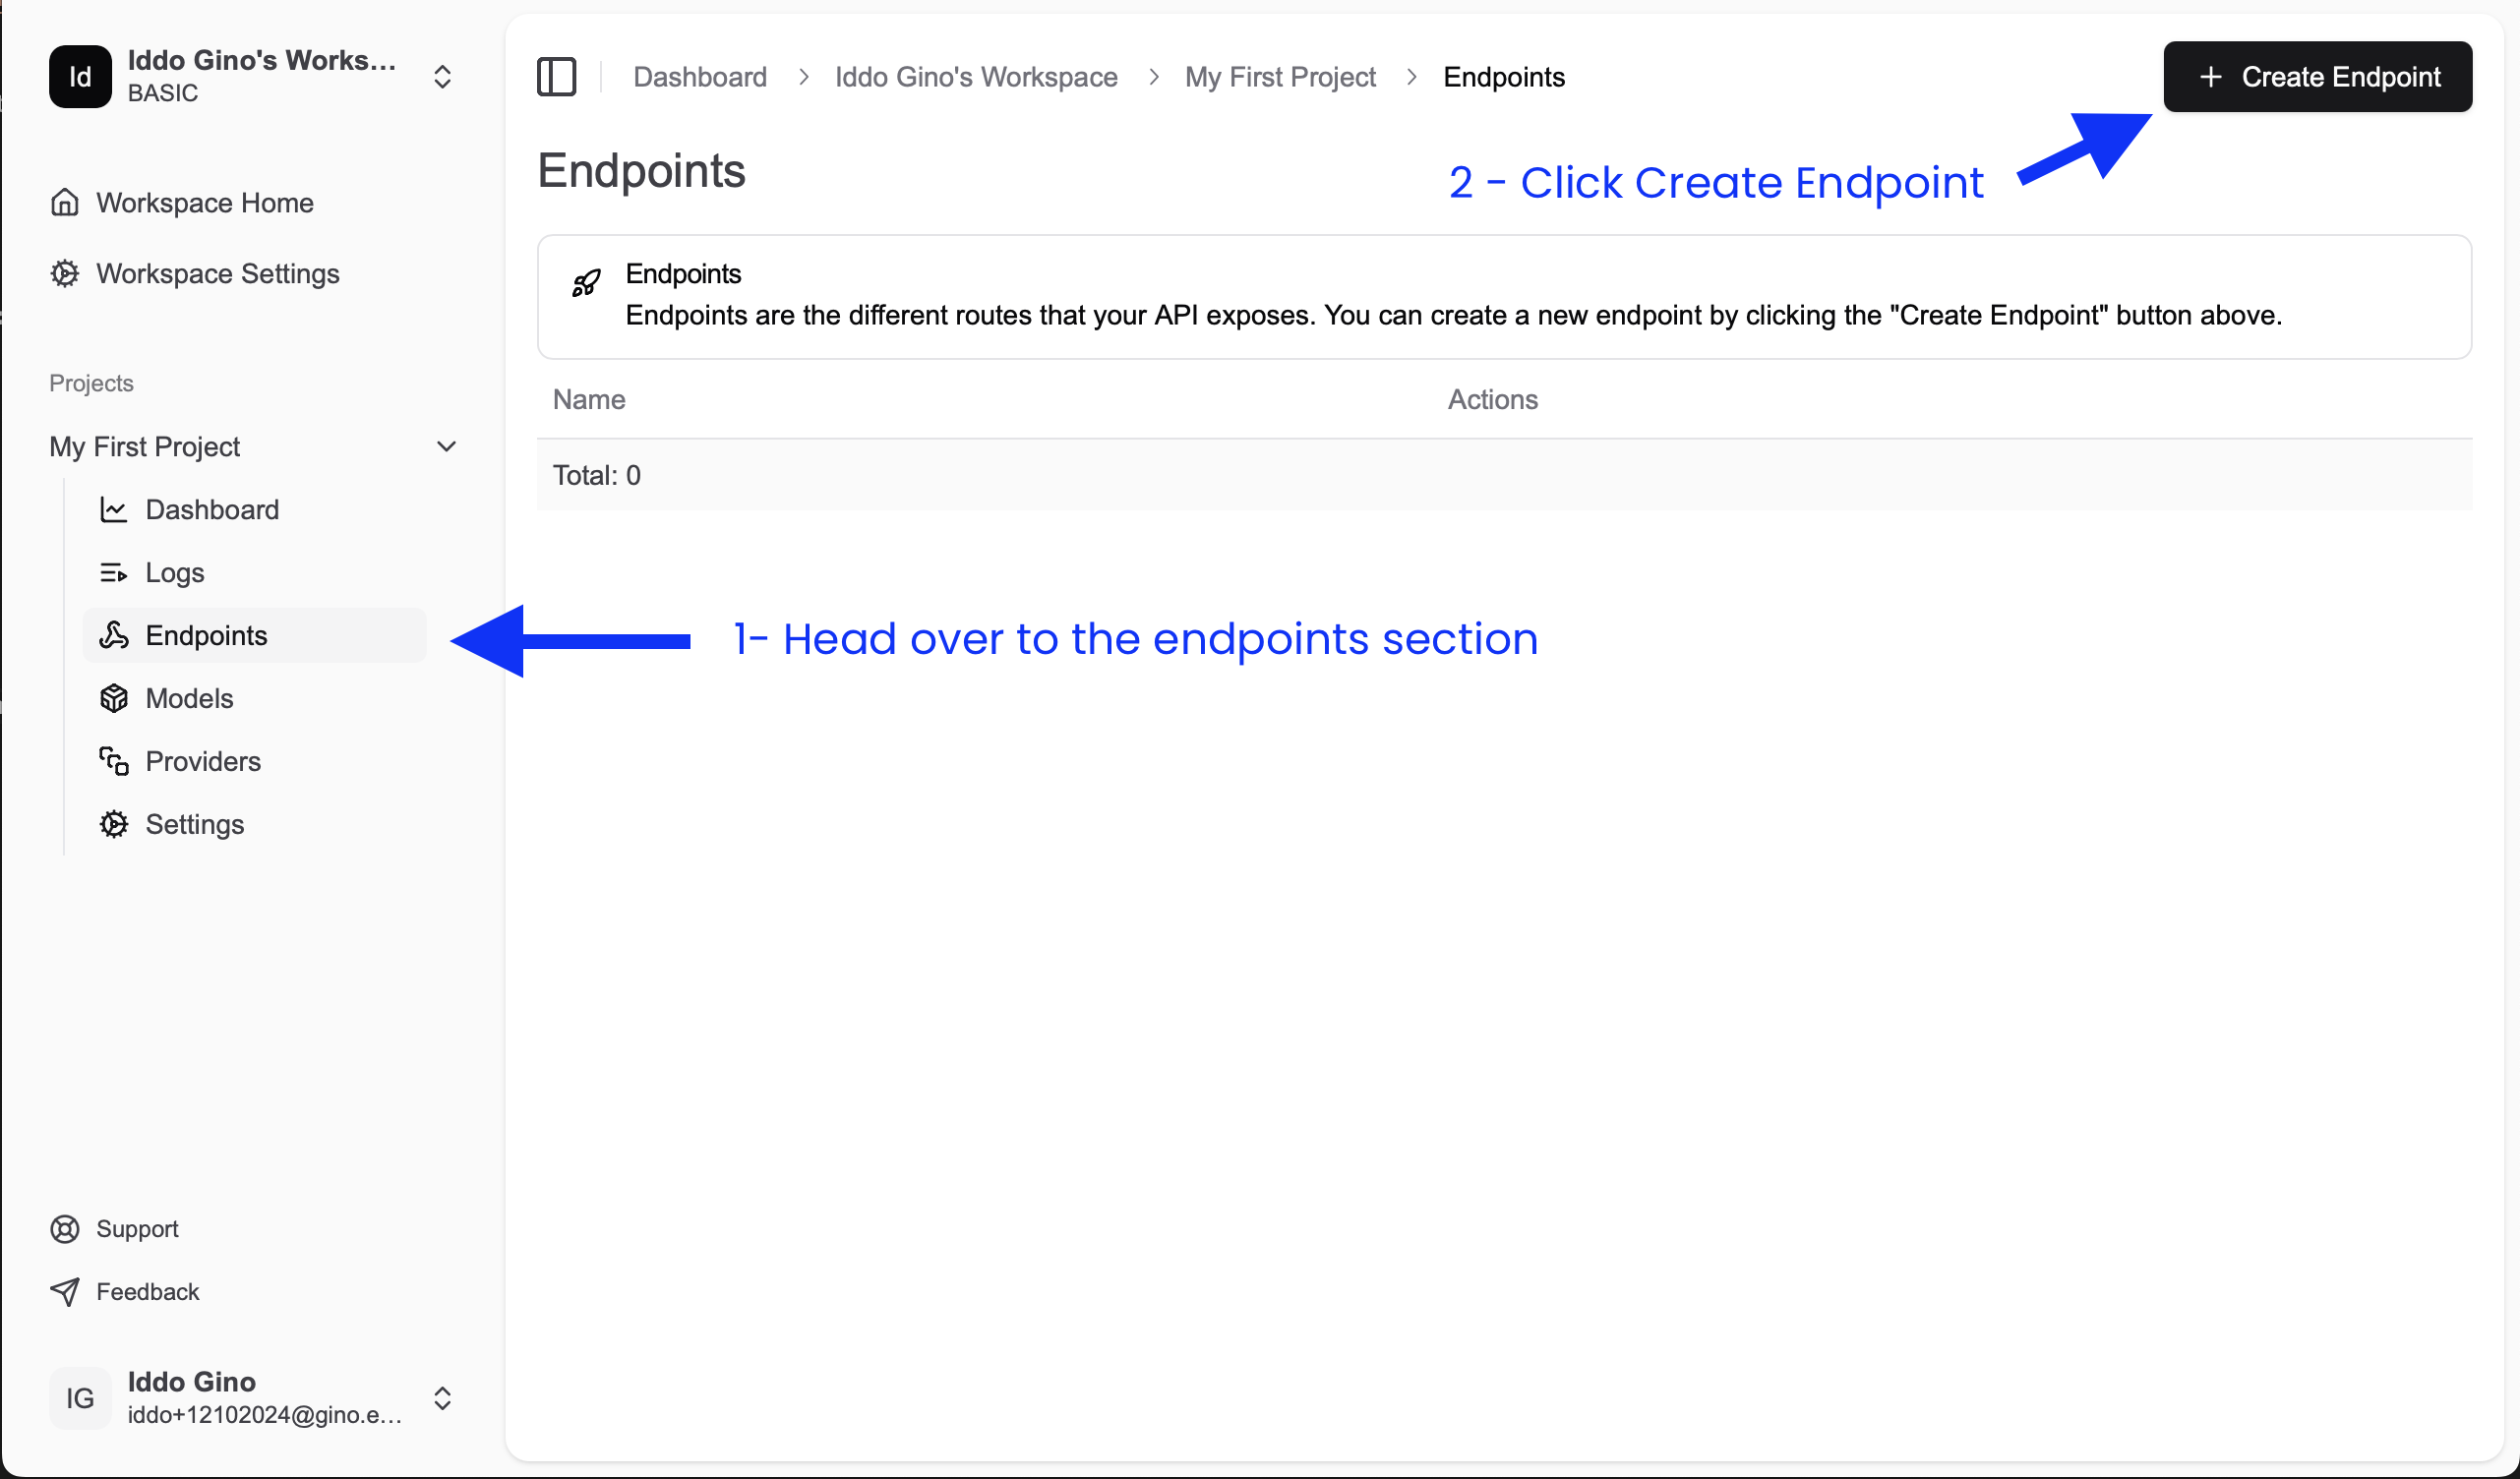 Id
Iddo Gino's Works...
BASIC
Workspace Home
Workspace Settings
Projects
My First Project
Dashboard
Logs
Endpoints
Models
Providers
Settings
Support
Feedback
IG
Iddo Gino
iddo+12102024@gino.e...
Dashboard > Iddo Gino's Workspace > My First Project > Endpoints
+ Create Endpoint
Endpoints
2 - Click Create Endpoint
Endpoints
Endpoints are the different routes that your API exposes. You can create a new endpoint by clicking the "Create Endpoint" button above.
Name Actions
Total: 0
1- Head over to the endpoints section